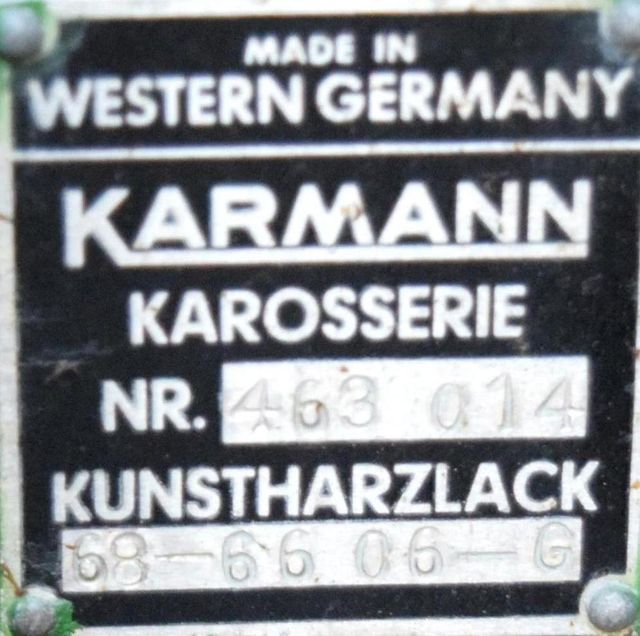 MADE IN
WESTERN GERMANY
KARMANN
KAROSSERIE
NR. 463 014
KUNSTHARZLACK
68-66 06-G